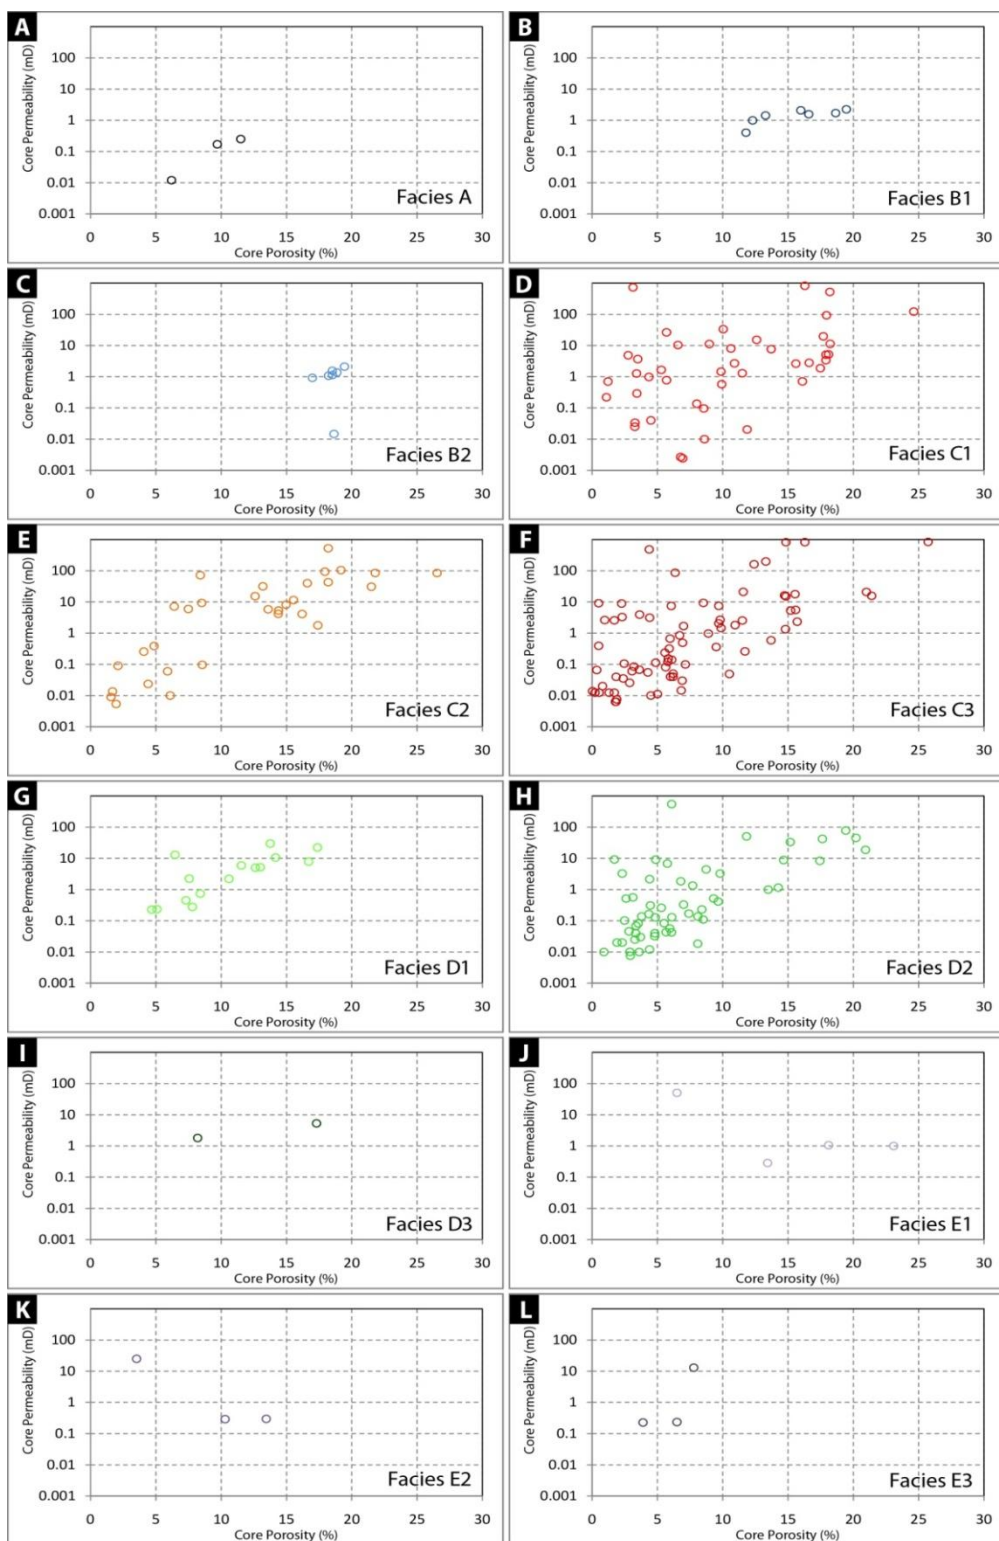 A
Core Permeability (mD)
100
10
1
0.1
0.01
0.001
Facies A
0 5 10 15 20 25 30
Core Porosity (%)
B
Core Permeability (mD)
100
10
1
0.1
0.01
0.001
Facies B1
0 5 10 15 20 25 30
Core Porosity (%)
C
Core Permeability (mD)
100
10
1
0.1
0.01
0.001
Facies B2
0 5 10 15 20 25 30
Core Porosity (%)
D
Core Permeability (mD)
100
10
1
0.1
0.01
0.001
Facies C1
0 5 10 15 20 25 30
Core Porosity (%)
E
Core Permeability (mD)
100
10
1
0.1
0.01
0.001
Facies C2
0 5 10 15 20 25 30
Core Porosity (%)
F
Core Permeability (mD)
100
10
1
0.1
0.01
0.001
Facies C3
0 5 10 15 20 25 30
Core Porosity (%)
G
Core Permeability (mD)
100
10
1
0.1
0.01
0.001
Facies D1
0 5 10 15 20 25 30
Core Porosity (%)
H
Core Permeability (mD)
100
10
1
0.1
0.01
0.001
Facies D2
0 5 10 15 20 25 30
Core Porosity (%)
I
Core Permeability (mD)
100
10
1
0.1
0.01
0.001
Facies D3
0 5 10 15 20 25 30
Core Porosity (%)
J
Core Permeability (mD)
100
10
1
0.1
0.01
0.001
Facies E1
0 5 10 15 20 25 30
Core Porosity (%)
K
Core Permeability (mD)
100
10
1
0.1
0.01
0.001
Facies E2
0 5 10 15 20 25 30
Core Porosity (%)
L
Core Permeability (mD)
100
10
1
0.1
0.01
0.001
Facies E3
0 5 10 15 20 25 30
Core Porosity (%)